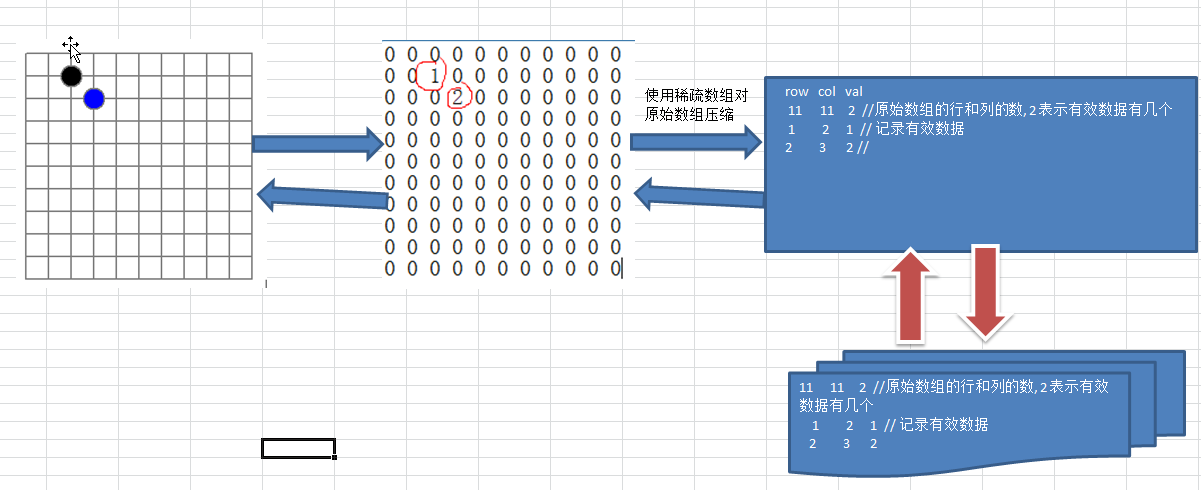 0 0 0 0 0 0 0 0 0 0 0
0 0 1 0 0 0 0 0 0 0 0
0 0 0 2 0 0 0 0 0 0 0
0 0 0 0 0 0 0 0 0 0 0
0 0 0 0 0 0 0 0 0 0 0
0 0 0 0 0 0 0 0 0 0 0
0 0 0 0 0 0 0 0 0 0 0
0 0 0 0 0 0 0 0 0 0 0
0 0 0 0 0 0 0 0 0 0 0
0 0 0 0 0 0 0 0 0 0 0
0 0 0 0 0 0 0 0 0 0 0
使用稀疏数组对
原始数组压缩
row col val
11 11 2 //原始数组的行和列的数,2表示有效数据有几个
1 2 1 // 记录有效数据
2 3 2 //
11 11 2 //原始数组的行和列的数,2表示有效
数据有几个
1 2 1 // 记录有效数据
2 3 2